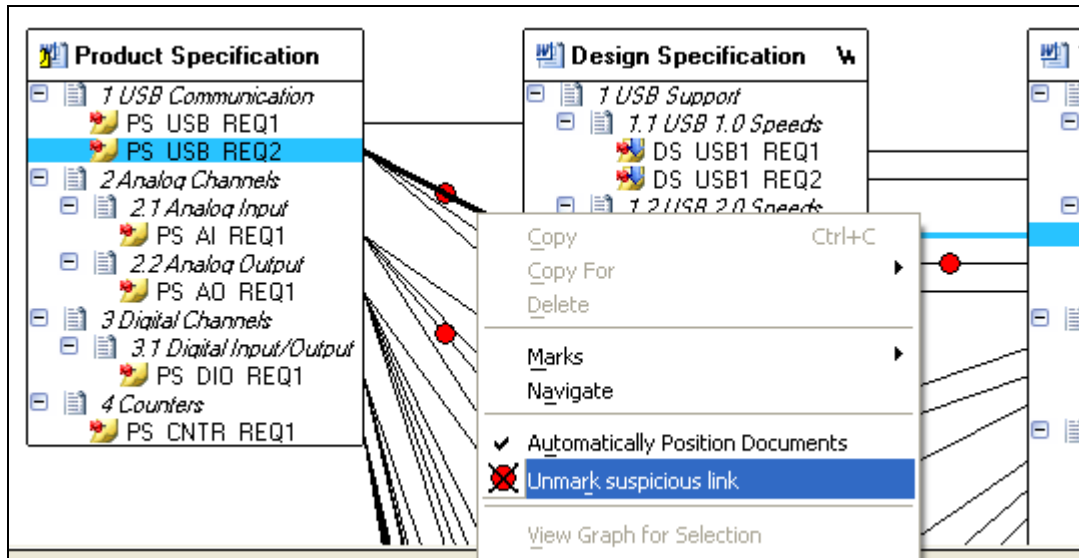 Product Specification
1 USB Communication
PS USB REQ1
PS USB REQ2
2 Analog Channels
2.1 Analog Input
PS AI REQ1
2.2 Analog Output
PS AO REQ1
3 Digital Channels
3.1 Digital Input/Output
PS DIO REQ1
4 Counters
PS CNTR REQ1
Design Specification
1 USB Support
1.1 USB 1.0 Speeds
DS USB1 REQ1
DS USB1 REQ2
1.2 USB 2.0 Speeds
Copy Ctrl+C
Copy For
Delete
Marks
Navigate
Automatically Position Documents
Unmark suspicious link
View Graph for Selection